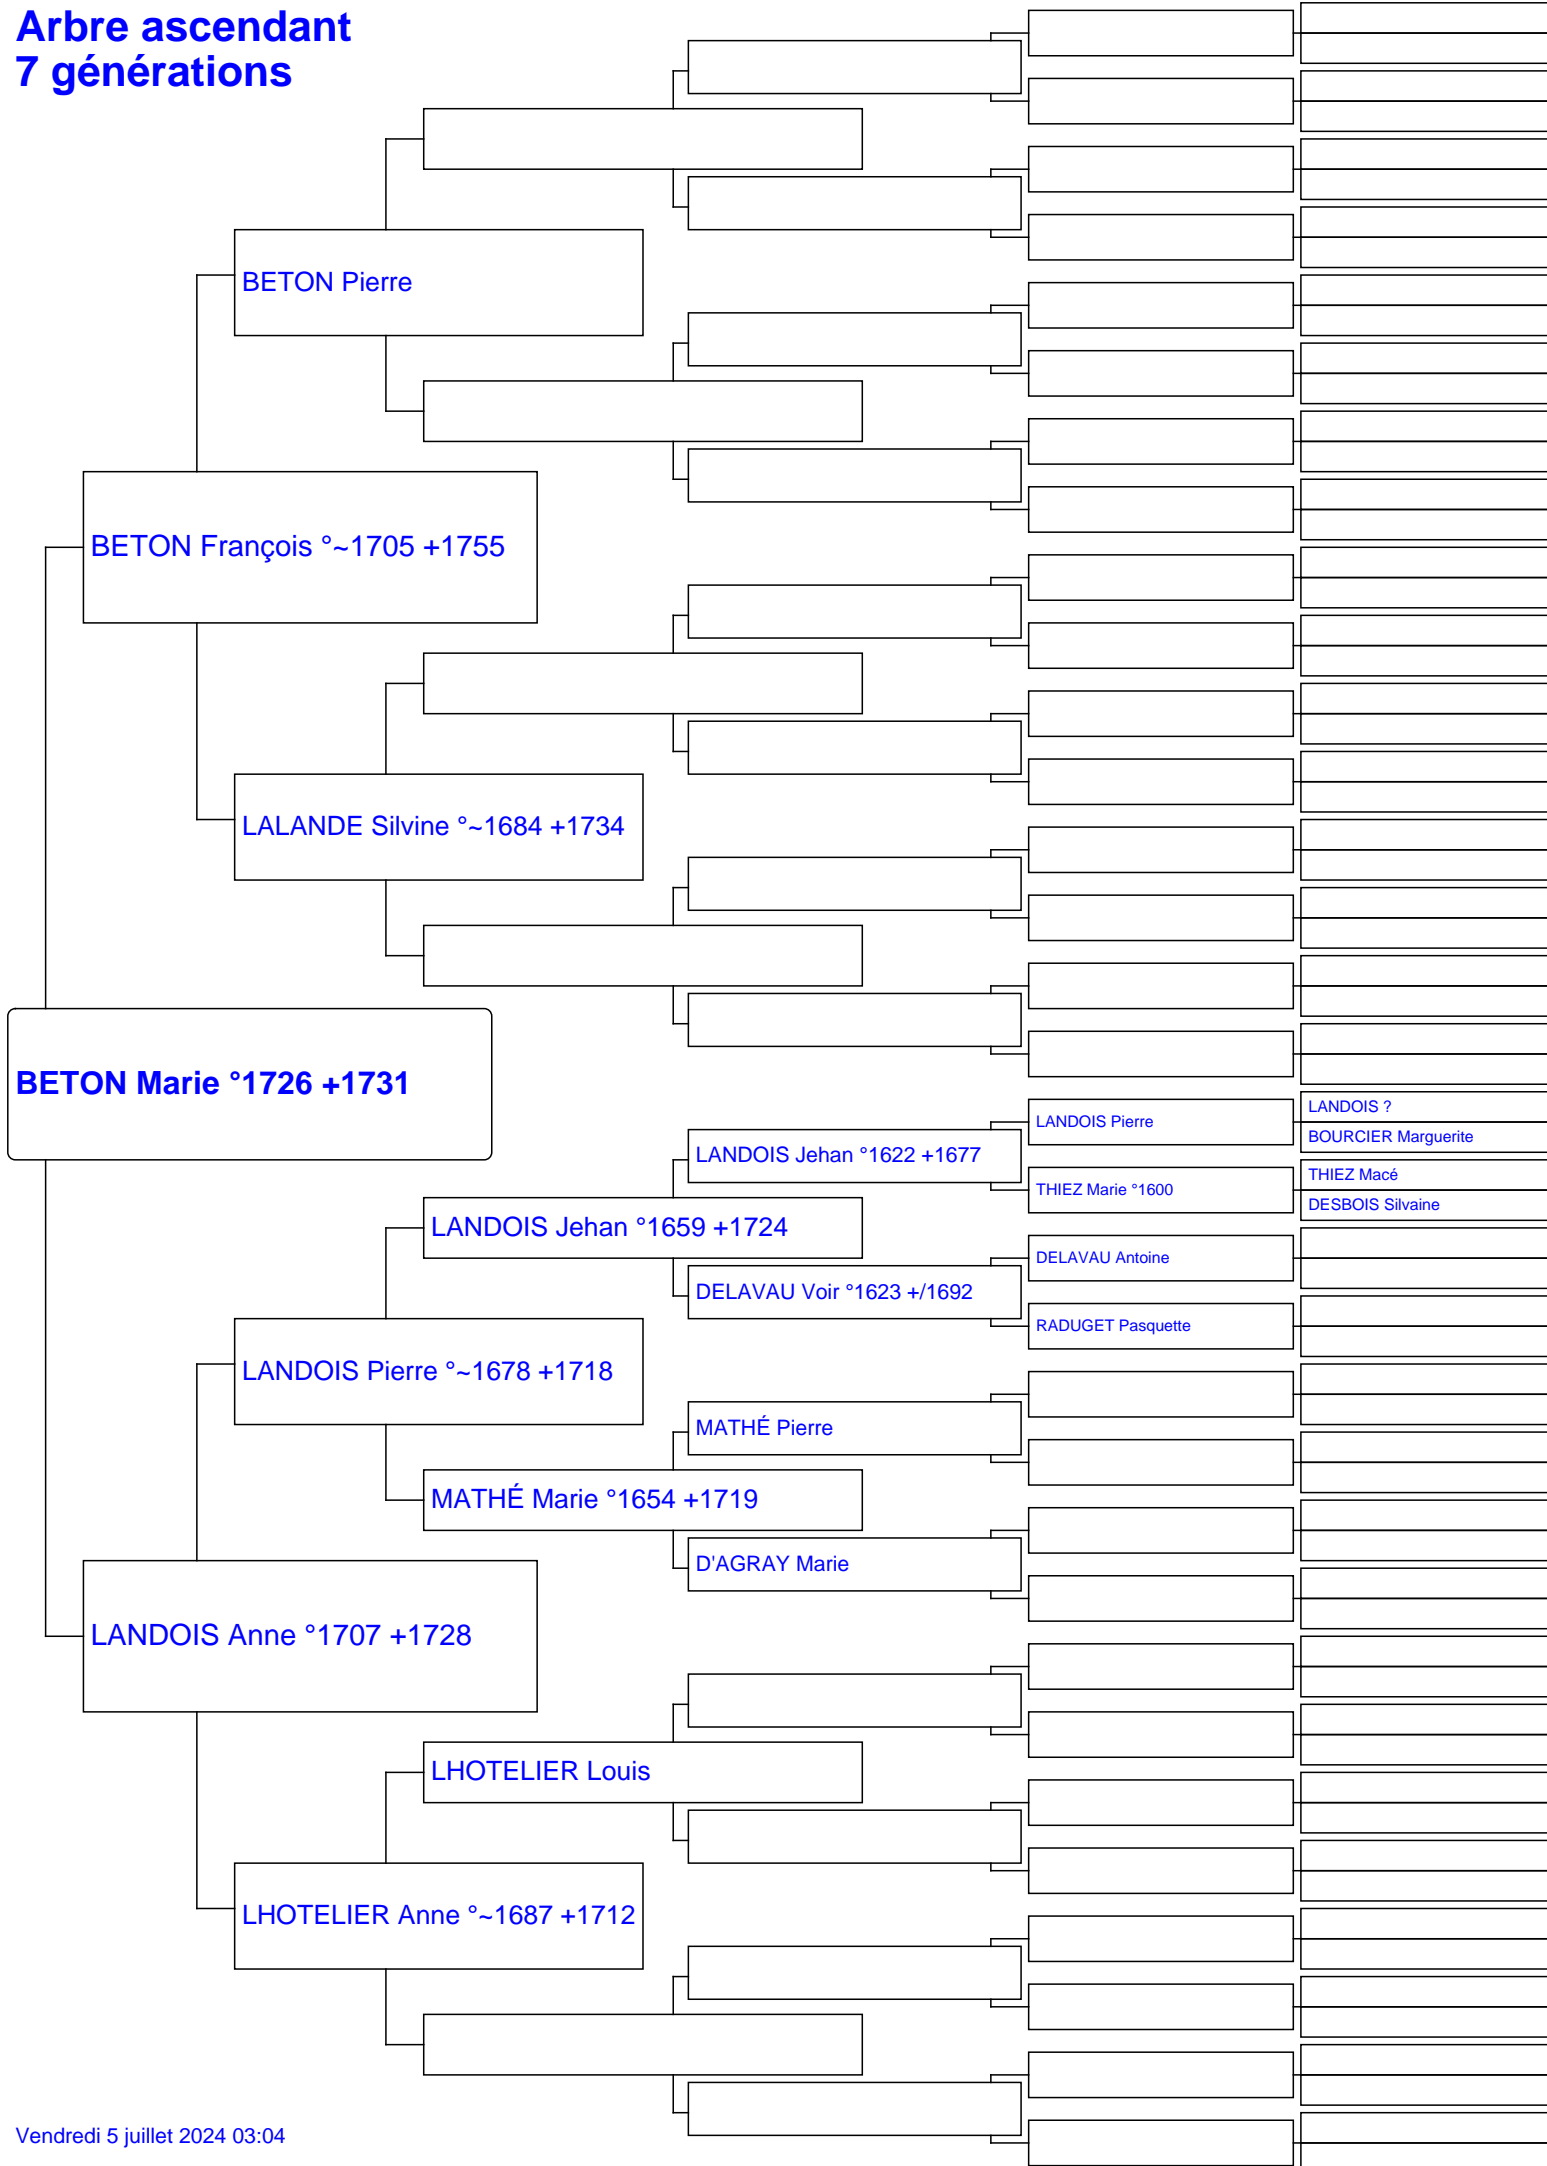 Arbre ascendant
7 générations
BETON Pierre
BETON François °~1705 +1755
LALANDE Silvine °~1684 +1734
BETON Marie °1726 +1731
LANDOIS ?
LANDOIS Pierre
BOURCIER Marguerite
LANDOIS Jehan °1622 +1677
THIEZ Macé
THIEZ Marie °1600
DESBOIS Silvaine
LANDOIS Jehan °1659 +1724
DELAVAU Antoine
DELAVAU Voir °1623 +/1692
RADUGET Pasquette
LANDOIS Pierre °~1678 +1718
MATHÉ Pierre
MATHÉ Marie °1654 +1719
D'AGRAY Marie
LANDOIS Anne °1707 +1728
LHOTELIER Louis
LHOTELIER Anne °~1687 +1712
Vendredi 5 juillet 2024 03:04